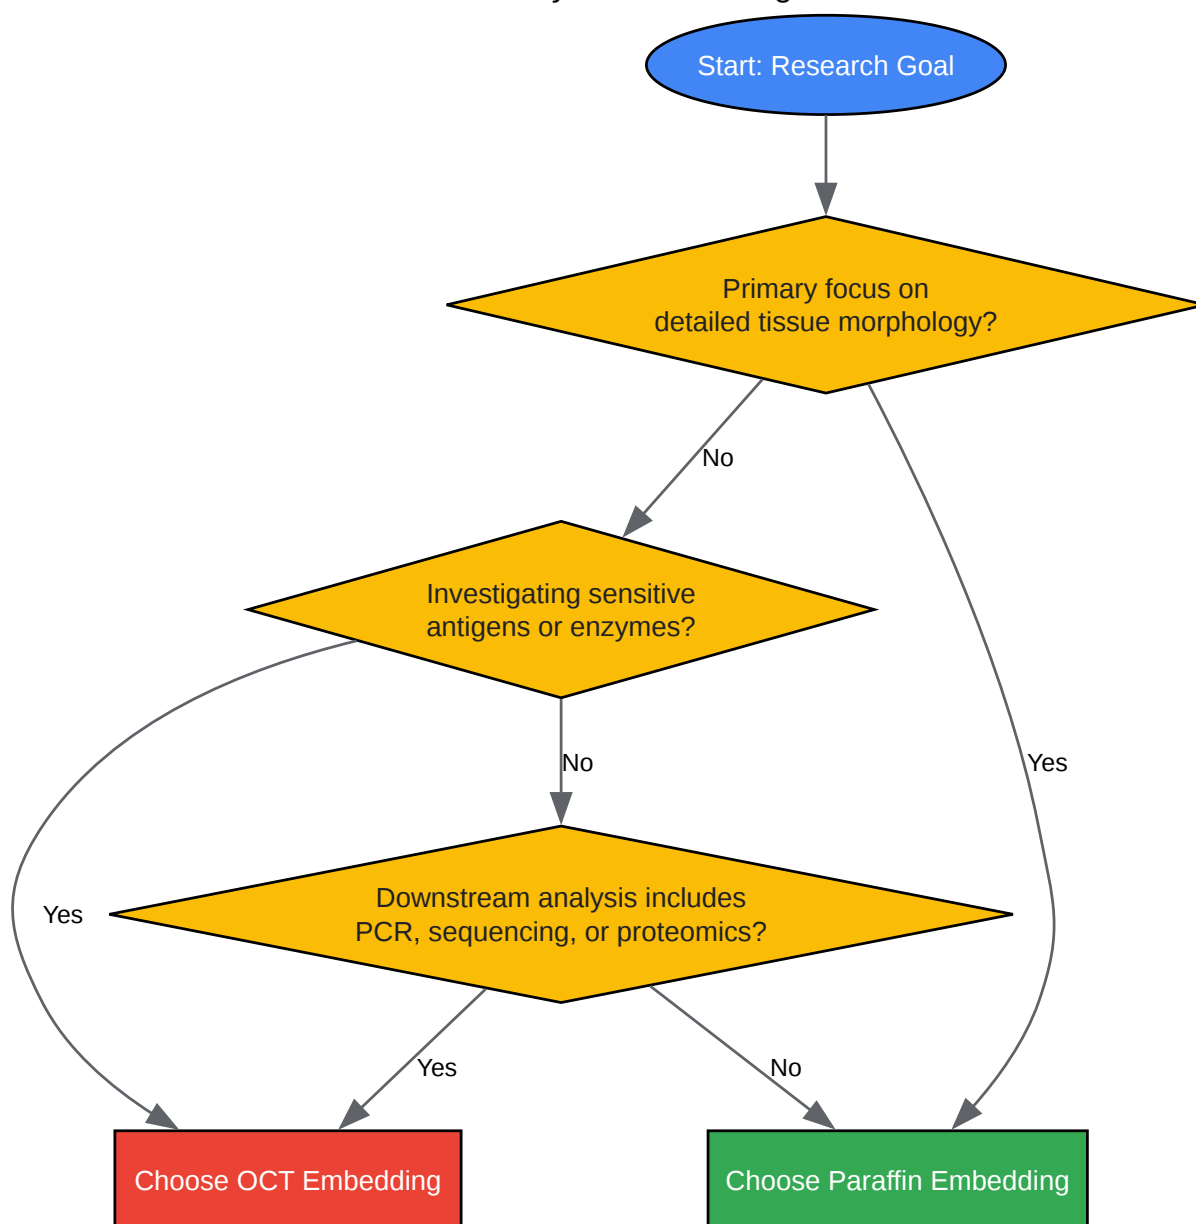 Start: Research Goal
Primary focus on
detailed tissue morphology?
No
Investigating sensitive
antigens or enzymes?
No
Yes
Downstream analysis includes
PCR, sequencing, or proteomics?
Yes
Yes
No
Choose OCT Embedding
Choose Paraffin Embedding